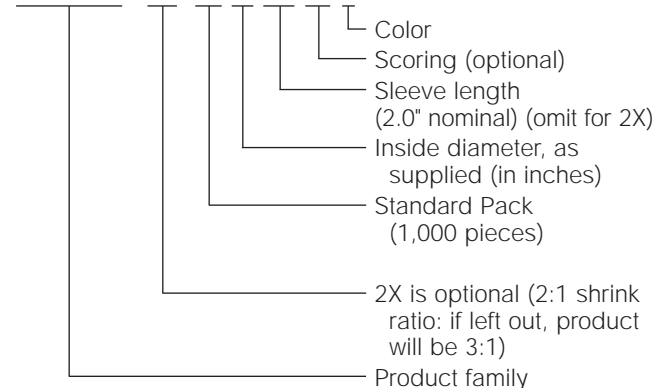 Color
Scoring (optional)
Sleeve length
(2.0" nominal) (omit for 2X)
Inside diameter, as
supplied (in inches)
Standard Pack
(1,000 pieces)
2X is optional (2:1 shrink
ratio: if left out, product
will be 3:1)
Product family